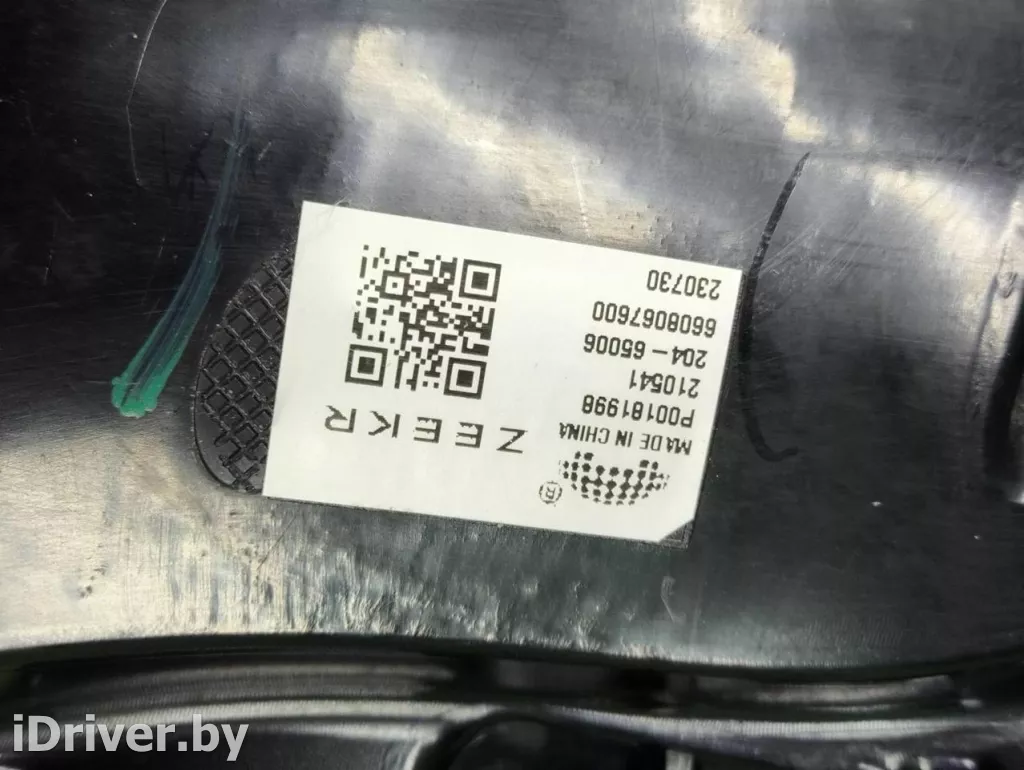 ZEEKR
®
MADE IN CHINA
P00181998
210541
204-65006
6608067600
230730
iDriver.by